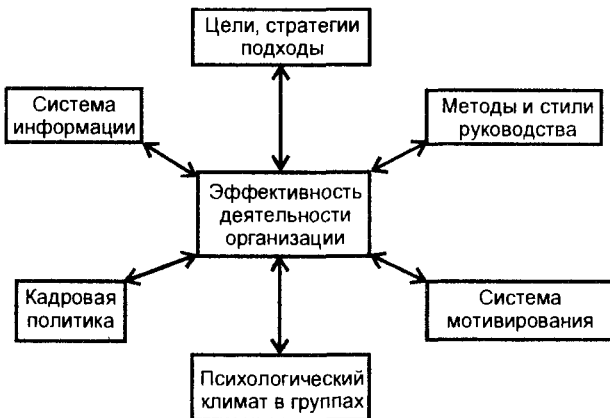 Цели, стратегии
подходы
Система
информации
Методы и стили
руководства
Эффективность
деятельности
организации
Кадровая
политика
Система
мотивирования
Психологический
климат в группах